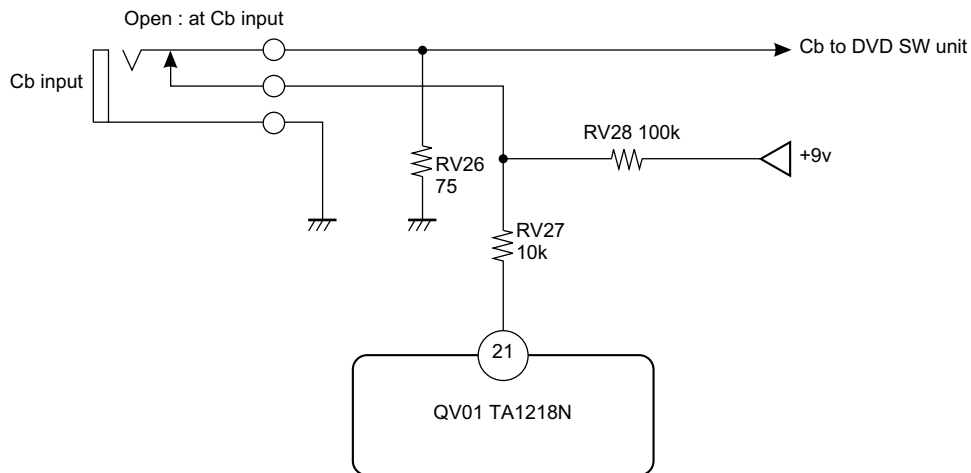 Open : at Cb input
Cb to DVD SW unit
Cb input
RV28 100k
+9v
RV26
75
RV27
10k
21
QV01 TA1218N